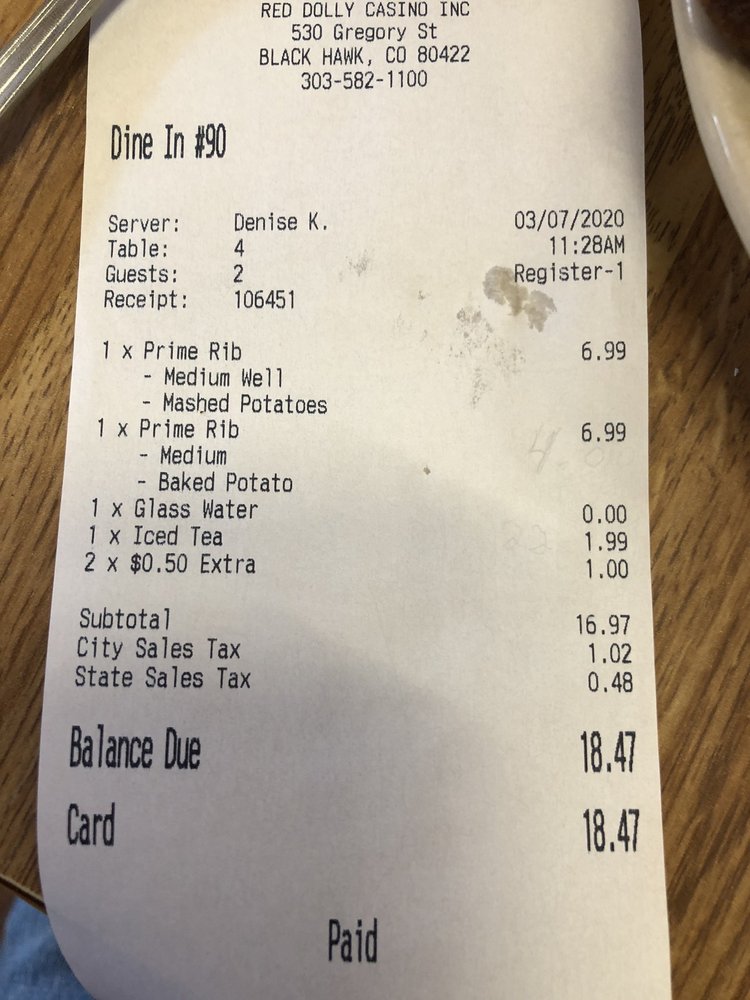 RED DOLLY CASINO INC
530 Gregory St
BLACK HAWK, CO 80422
303-582-1100
Dine In #90
Server: Denise K. 03/07/2020
Table: 4 11:28AM
Guests: 2 Register-1
Receipt: 106451
1 x Prime Rib 6.99
- Medium Well
- Mashed Potatoes
1 x Prime Rib 6.99
- Medium
- Baked Potato
1 x Glass Water 0.00
1 x Iced Tea 1.99
2 x $0.50 Extra 1.00
Subtotal 16.97
City Sales Tax 1.02
State Sales Tax 0.48
Balance Due 18.47
Card 18.47
Paid